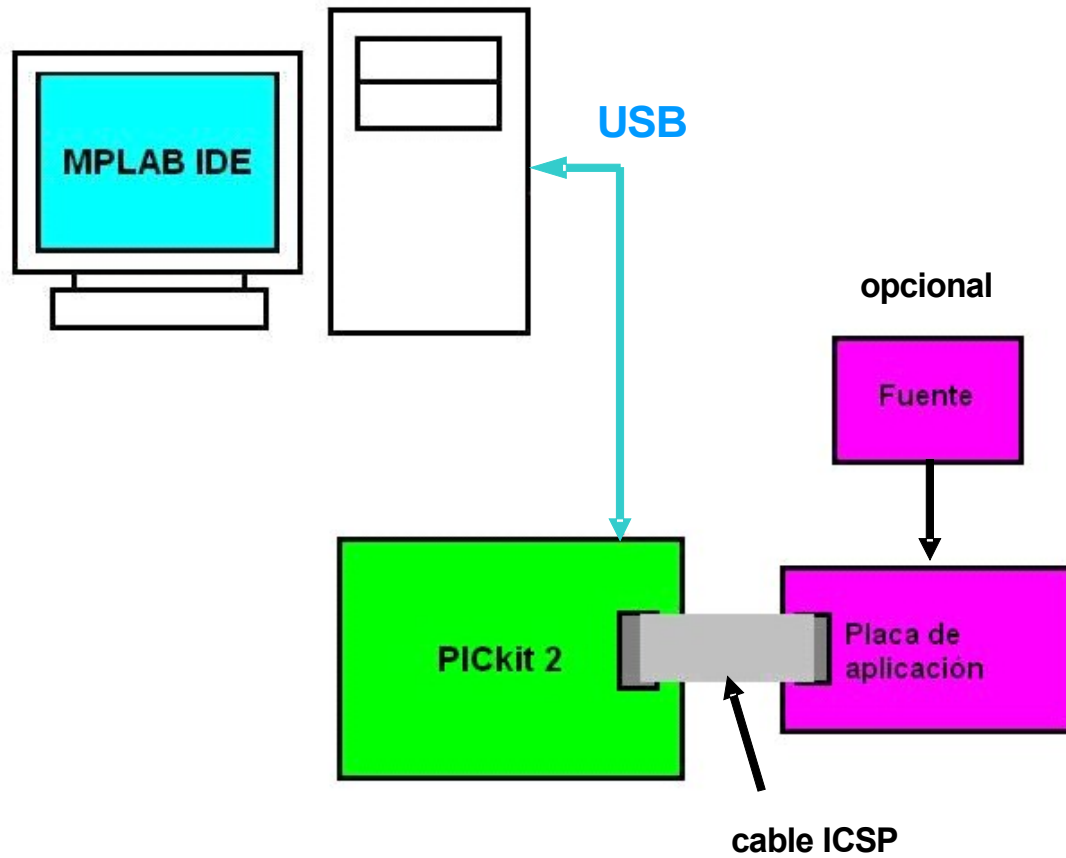 MPLAB IDE
USB
opcional
Fuente
PICkit 2
Placa de
aplicación
cable ICSP